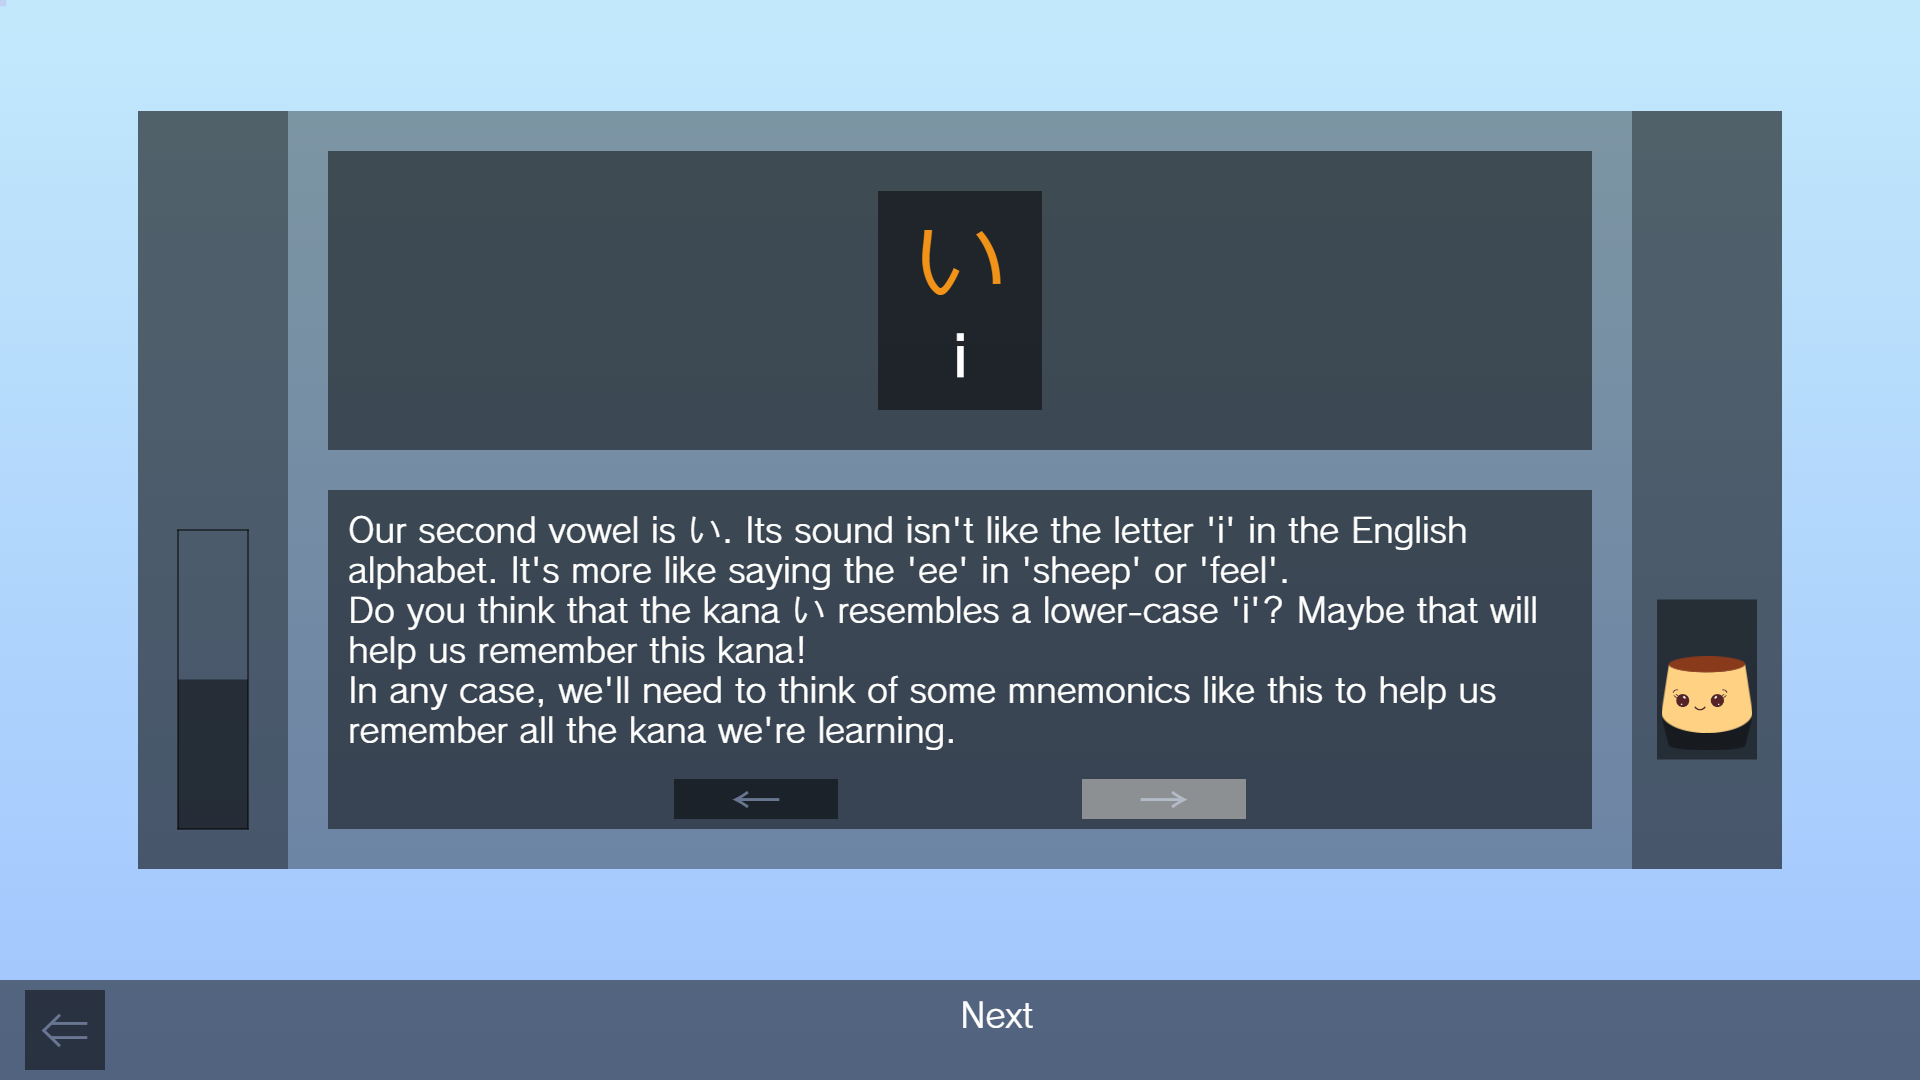 い
i
Our second vowel is い. Its sound isn't like the letter 'i' in the English
alphabet. It's more like saying the 'ee' in 'sheep' or 'feel'.
Do you think that the kana い resembles a lower-case 'i'? Maybe that will
help us remember this kana!
In any case, we'll need to think of some mnemonics like this to help us
remember all the kana we're learning.
Next